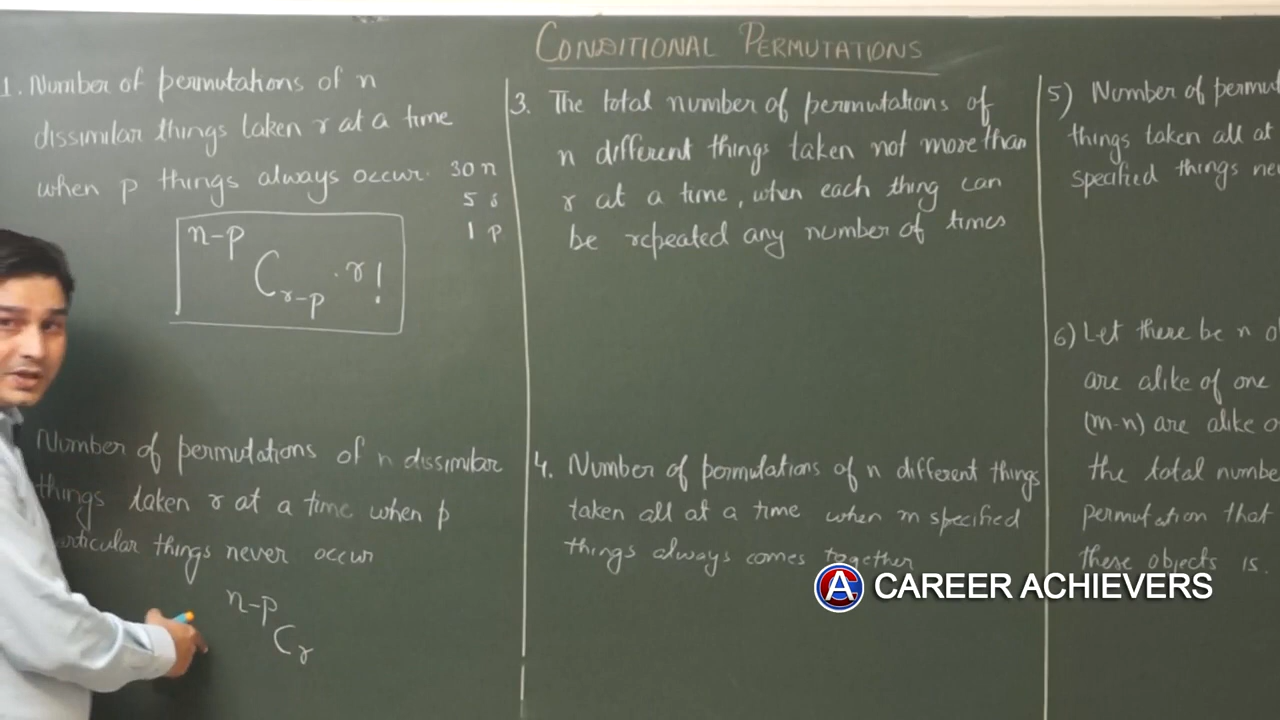 CONDITIONAL PERMUTATIONS
1. Number of permutations of n
dissimilar things taken r at a time
when p things always occur.
30 n
5 s
1 p
n-p C r-p . r!
Number of permutations of n dissimilar
things taken r at a time when p
articular things never occur
n-p C r
3. The total number of permutations of
n different things taken not more than
r at a time, when each thing can
be repeated any number of times
4. Number of permutations of n different things
taken all at a time when m specified
things always comes together
5) Number of permut
things taken all at
specified things nev
6) Let there be n o
are alike of one
(m-n) are alike o
the total numbe
permutation that
these objects is.
CAREER ACHIEVERS